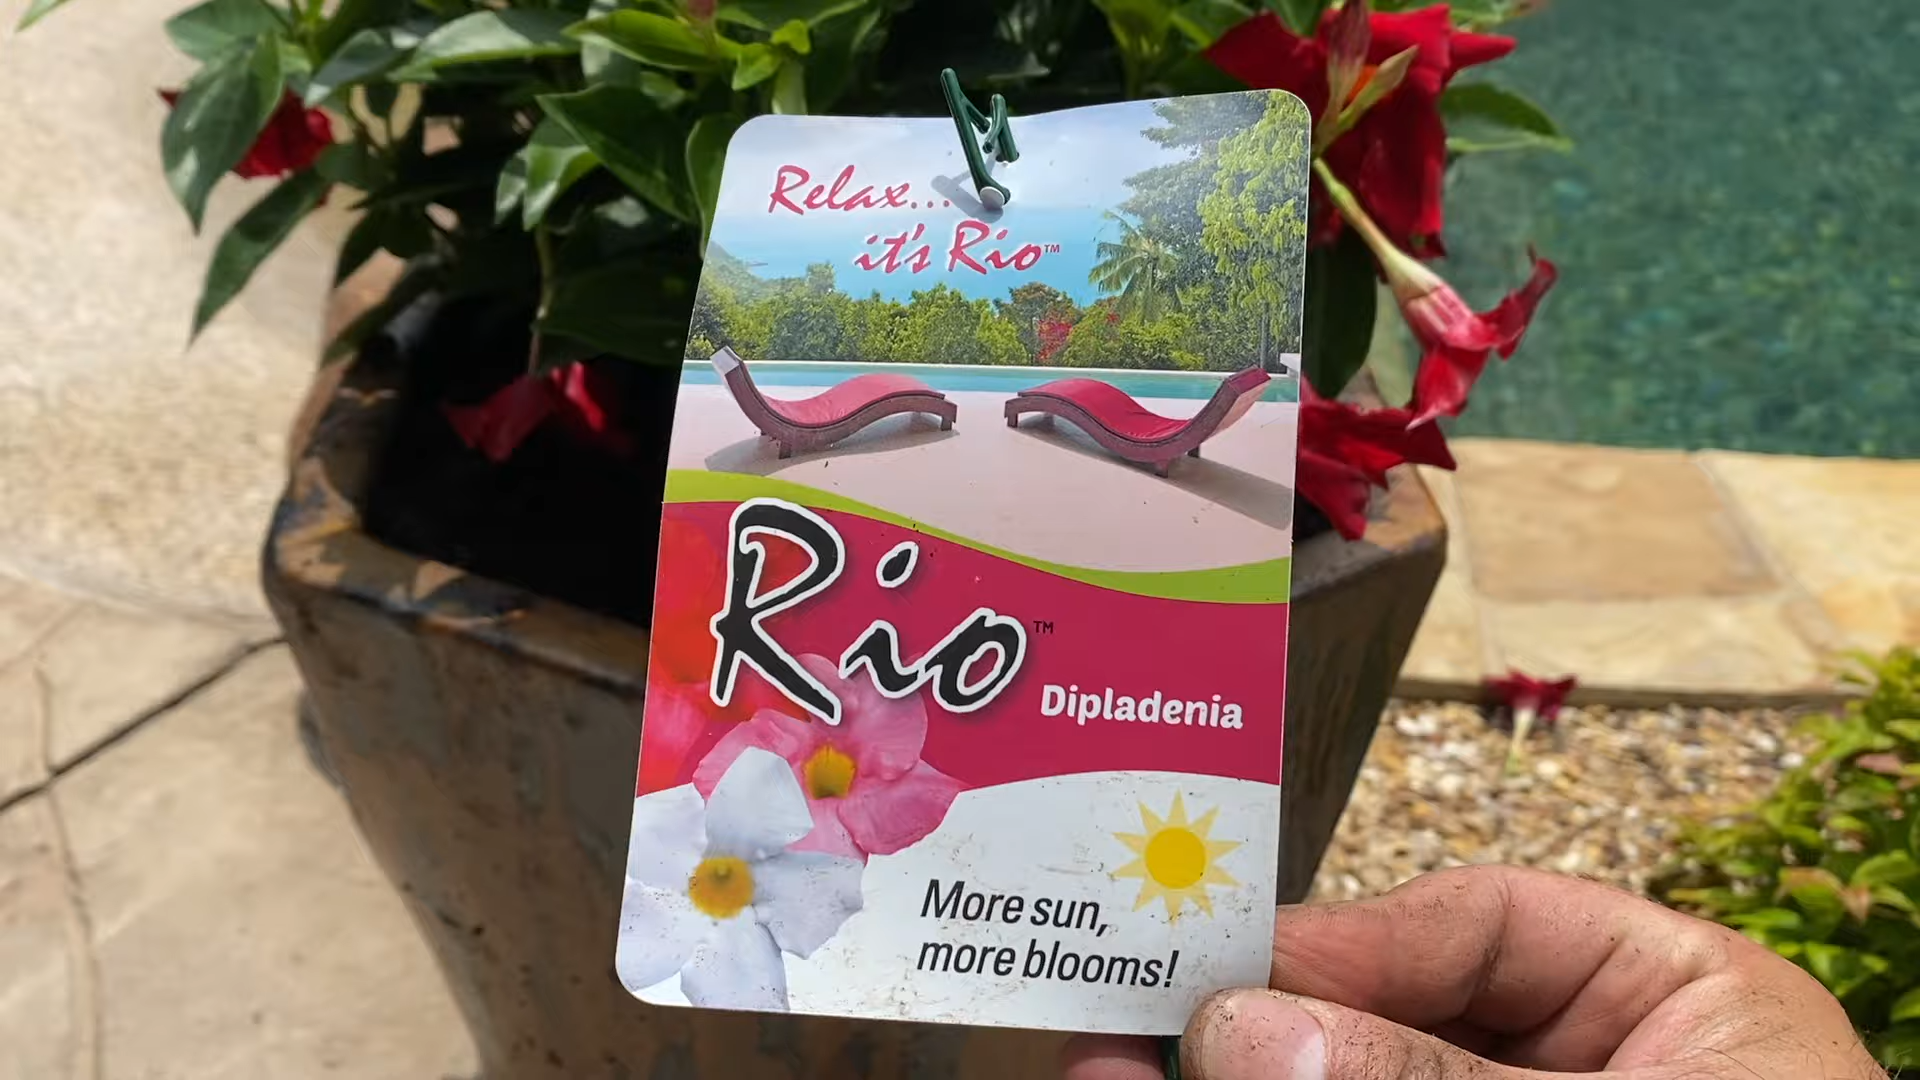 Relax...
it's Rio™
Rio™
Dipladenia
More sun,
more blooms!